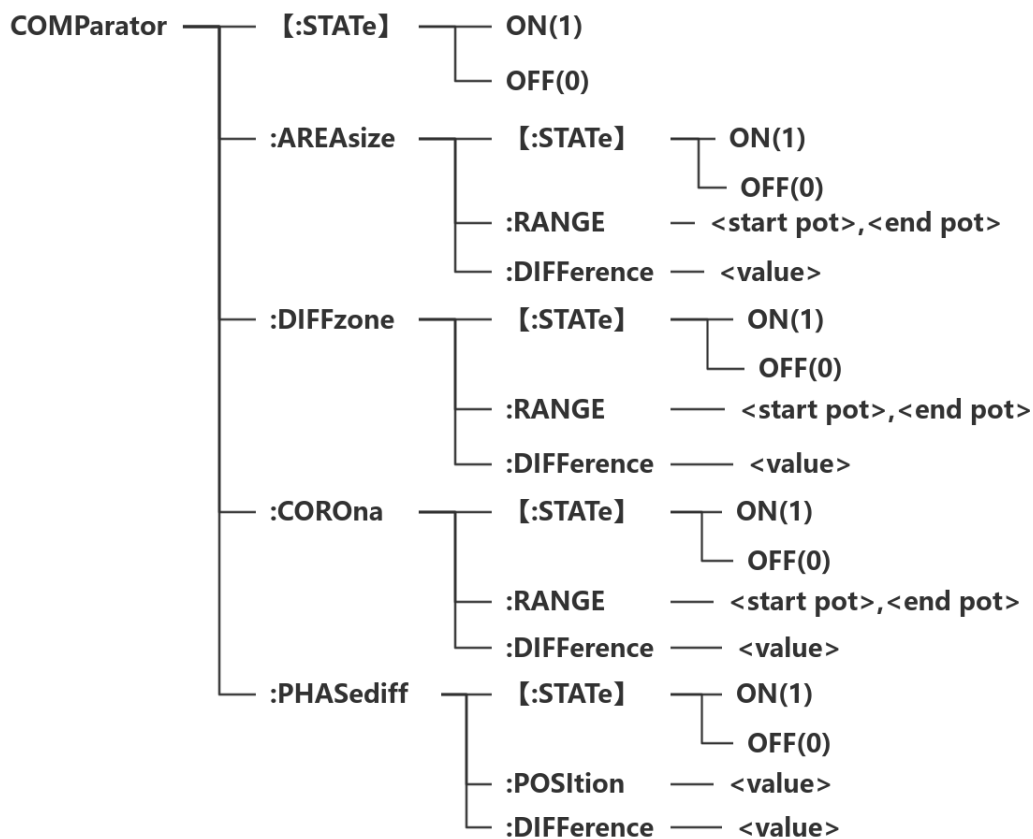 COMParator 【:STATe】 ON(1)
OFF(0)
:AREAsize 【:STATe】 ON(1)
OFF(0)
:RANGE <start pot>,<end pot>
:DIFFerence <value>
:DIFFzone 【:STATe】 ON(1)
OFF(0)
:RANGE <start pot>,<end pot>
:DIFFerence <value>
:COROna 【:STATe】 ON(1)
OFF(0)
:RANGE <start pot>,<end pot>
:DIFFerence <value>
:PHASediff 【:STATe】 ON(1)
OFF(0)
:POSItion <value>
:DIFFerence <value>